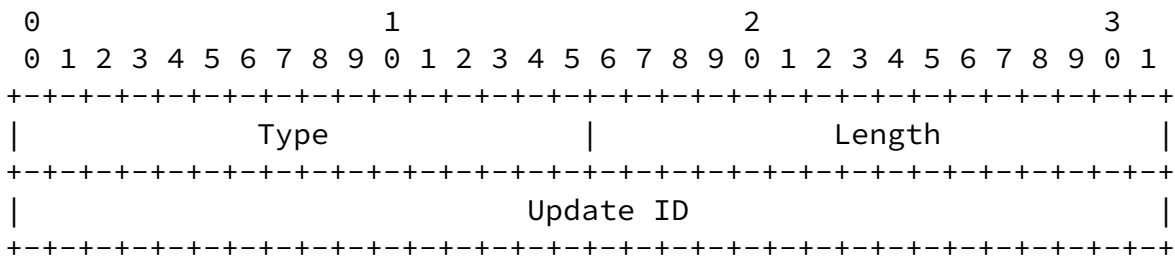 0                   1                   2                   3
 0 1 2 3 4 5 6 7 8 9 0 1 2 3 4 5 6 7 8 9 0 1 2 3 4 5 6 7 8 9 0 1
+-+-+-+-+-+-+-+-+-+-+-+-+-+-+-+-+-+-+-+-+-+-+-+-+-+-+-+-+-+-+-+-+
|             Type              |             Length            |
+-+-+-+-+-+-+-+-+-+-+-+-+-+-+-+-+-+-+-+-+-+-+-+-+-+-+-+-+-+-+-+-+
|                            Update ID                          |
+-+-+-+-+-+-+-+-+-+-+-+-+-+-+-+-+-+-+-+-+-+-+-+-+-+-+-+-+-+-+-+-+